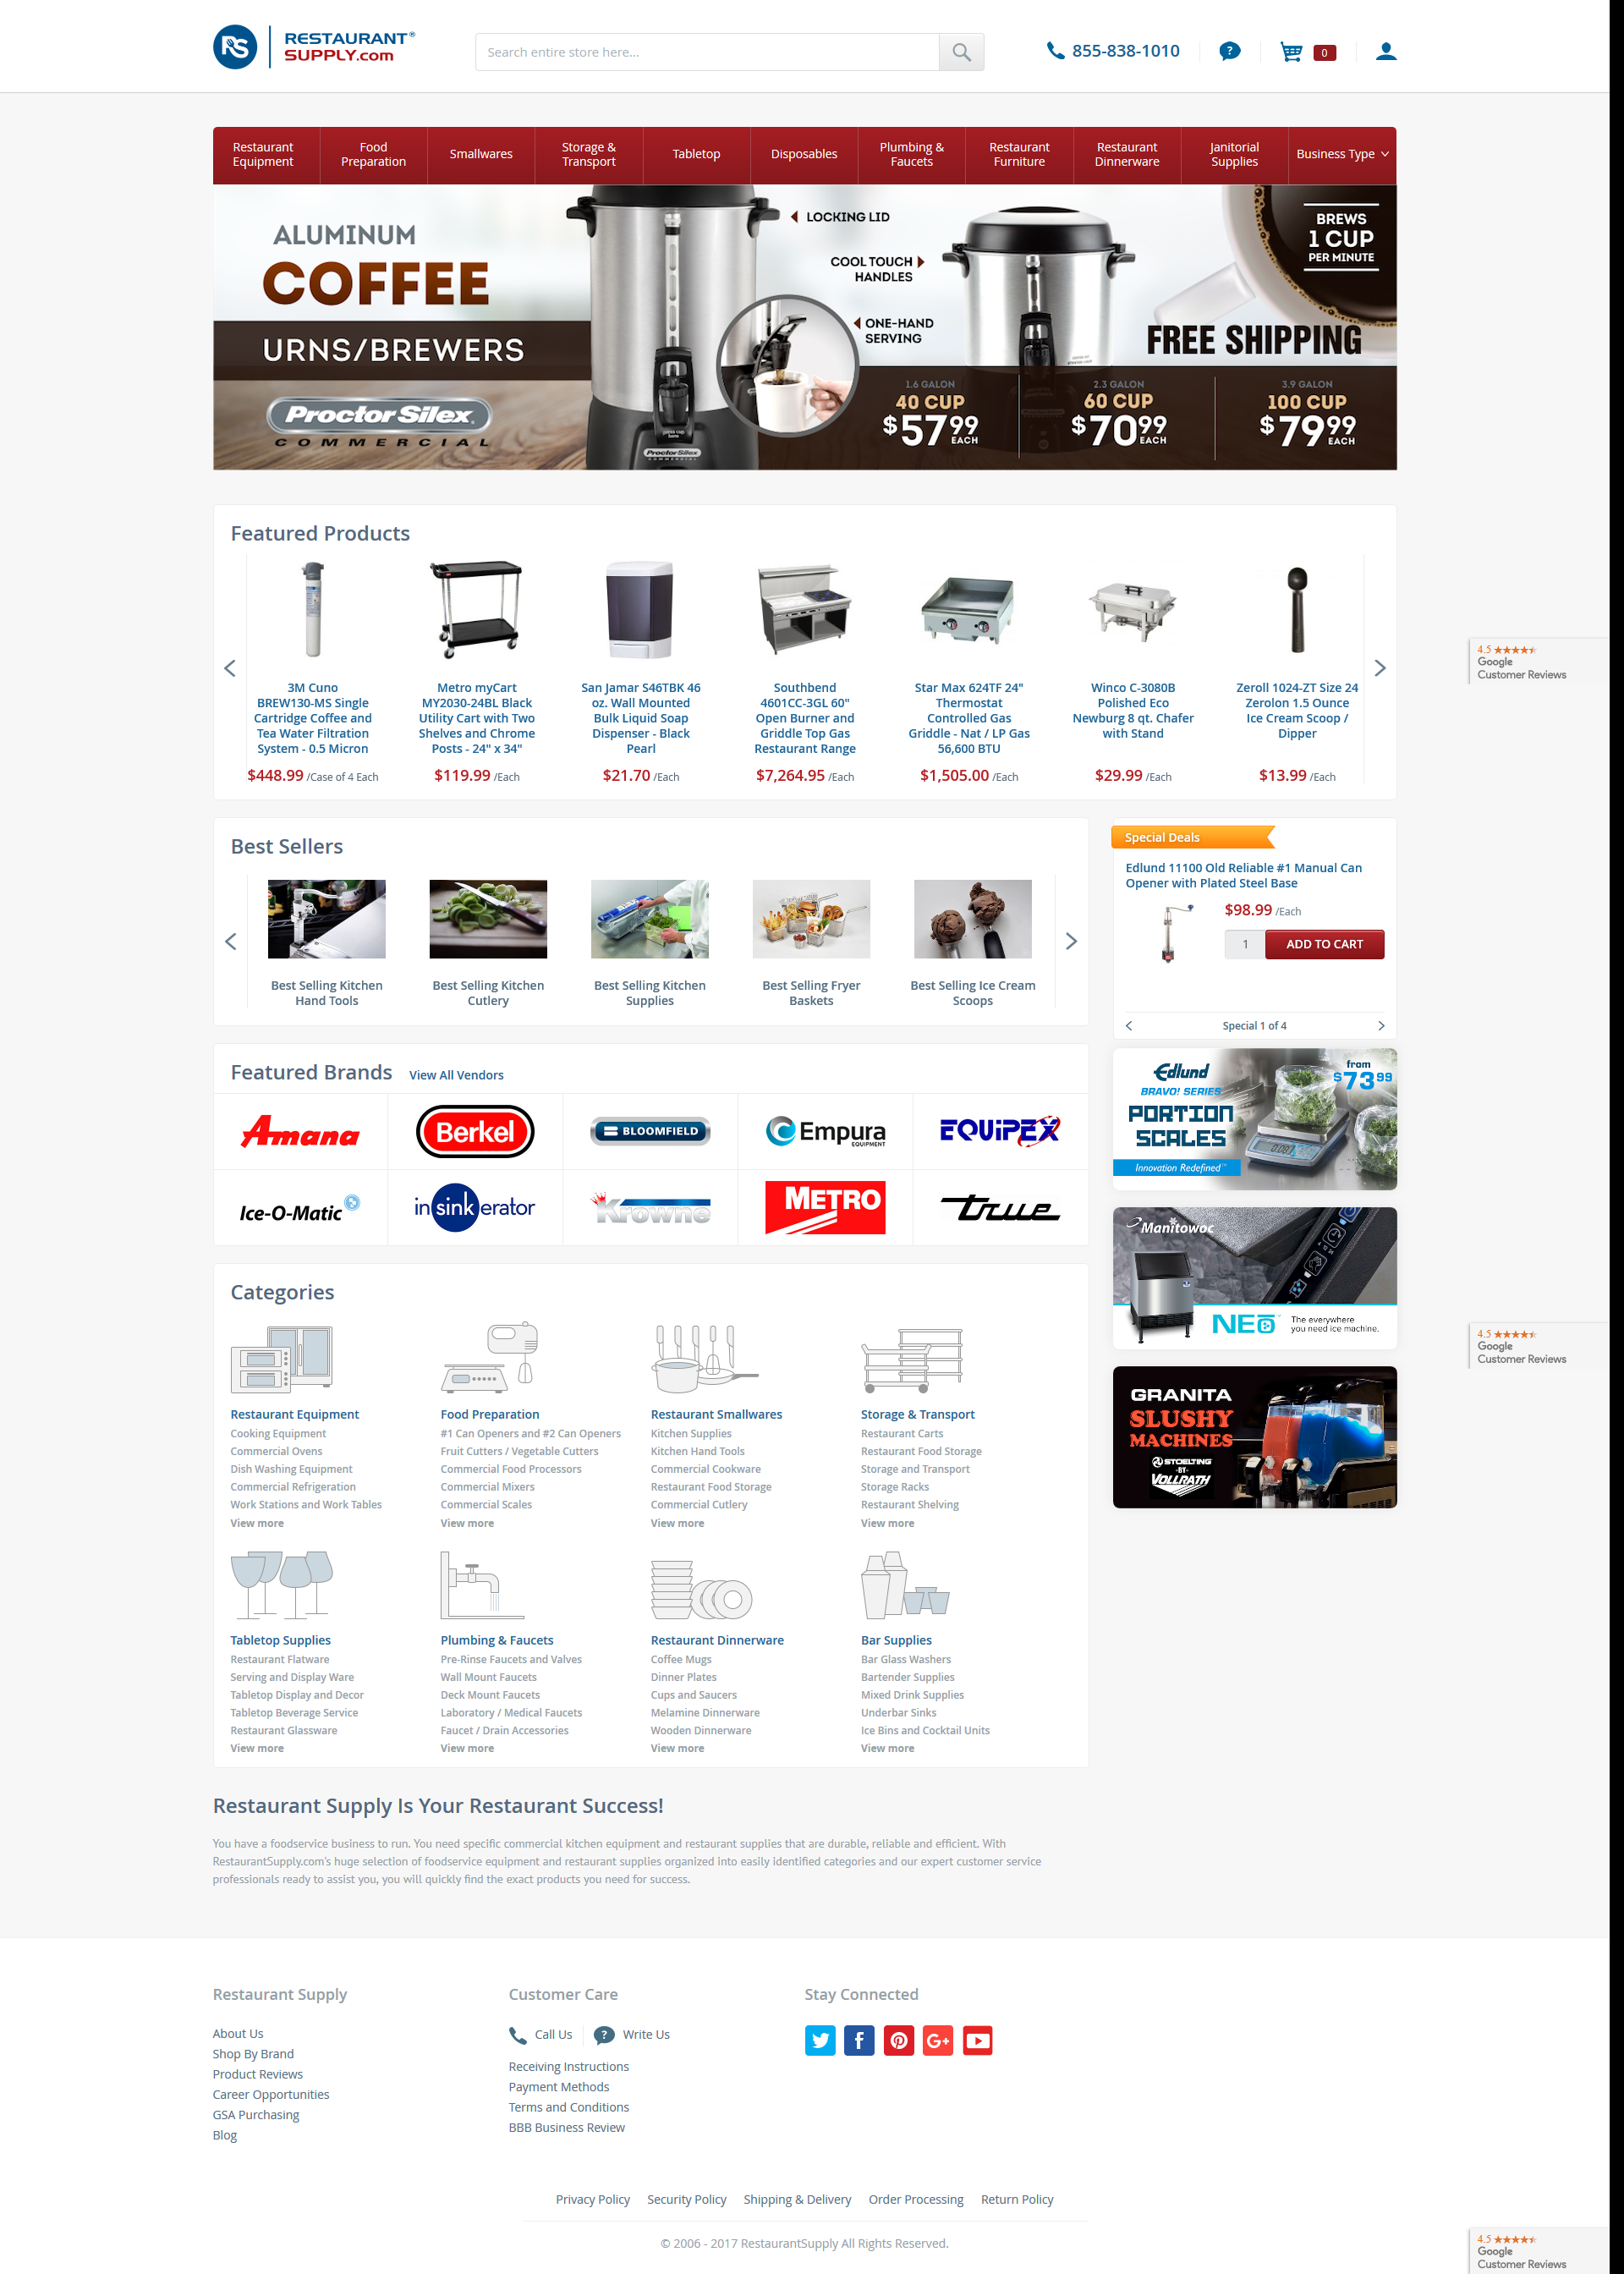 RS
RESTAURANT®
SUPPLY.com
Search entire store here...
855-838-1010
?
0
Restaurant
Equipment
Food
Preparation
Smallwares
Storage &
Transport
Tabletop
Disposables
Plumbing &
Faucets
Restaurant
Furniture
Restaurant
Dinnerware
Janitorial
Supplies
Business Type
ALUMINUM
COFFEE
URNS/BREWERS
Proctor Silex
COMMERCIAL
LOCKING LID
COOL TOUCH
HANDLES
ONE-HAND
SERVING
Proctor Silex
BREWS
1 CUP
PER MINUTE
FREE SHIPPING
1.6 GALON
40 CUP
$57.99
EACH
2.3 GALON
60 CUP
$70.99
EACH
3.9 GALON
100 CUP
$79.99
EACH
Featured Products
3M Cuno
BREW130-MS Single
Cartridge Coffee and
Tea Water Filtration
System - 0.5 Micron
$448.99 /Case of 4 Each
Metro myCart
MY2030-24BL Black
Utility Cart with Two
Shelves and Chrome
Posts - 24" x 34"
$119.99 /Each
San Jamar S46TBK 46
oz. Wall Mounted
Bulk Liquid Soap
Dispenser - Black
Pearl
$21.70 /Each
Southbend
4601CC-3GL 60"
Open Burner and
Griddle Top Gas
Restaurant Range
$7,264.95 /Each
Star Max 624TF 24"
Thermostat
Controlled Gas
Griddle - Nat / LP Gas
56,600 BTU
$1,505.00 /Each
Winco C-3080B
Polished Eco
Newburg 8 qt. Chafer
with Stand
$29.99 /Each
Zeroll 1024-ZT Size 24
Zerolon 1.5 Ounce
Ice Cream Scoop /
Dipper
$13.99 /Each
4.5
Google
Customer Reviews
Best Sellers
Best Selling Kitchen
Hand Tools
Best Selling Kitchen
Cutlery
Best Selling Kitchen
Supplies
Best Selling Fryer
Baskets
Best Selling Ice Cream
Scoops
Special Deals
Edlund 11100 Old Reliable #1 Manual Can
Opener with Plated Steel Base
$98.99 /Each
1
ADD TO CART
Special 1 of 4
Featured Brands
View All Vendors
Amana
Berkel
BLOOMFIELD
Empura
EQUIPMENT
EQUIPEX
Ice-O-Matic
insinkerator
Krowne
METRO
true
Edlund
BRAVO! SERIES
PORTION
SCALES
Innovation Redefined
from
$73.99
Manitowoc
NEO
The everywhere
you need ice machine.
GRANITA
SLUSHY
MACHINES
STOELTING
-BY-
VOLLRATH
4.5
Google
Customer Reviews
Categories
Restaurant Equipment
Cooking Equipment
Commercial Ovens
Dish Washing Equipment
Commercial Refrigeration
Work Stations and Work Tables
View more
Food Preparation
#1 Can Openers and #2 Can Openers
Fruit Cutters / Vegetable Cutters
Commercial Food Processors
Commercial Mixers
Commercial Scales
View more
Restaurant Smallwares
Kitchen Supplies
Kitchen Hand Tools
Commercial Cookware
Restaurant Food Storage
Commercial Cutlery
View more
Storage & Transport
Restaurant Carts
Restaurant Food Storage
Storage and Transport
Storage Racks
Restaurant Shelving
View more
Tabletop Supplies
Restaurant Flatware
Serving and Display Ware
Tabletop Display and Decor
Tabletop Beverage Service
Restaurant Glassware
View more
Plumbing & Faucets
Pre-Rinse Faucets and Valves
Wall Mount Faucets
Deck Mount Faucets
Laboratory / Medical Faucets
Faucet / Drain Accessories
View more
Restaurant Dinnerware
Coffee Mugs
Dinner Plates
Cups and Saucers
Melamine Dinnerware
Wooden Dinnerware
View more
Bar Supplies
Bar Glass Washers
Bartender Supplies
Mixed Drink Supplies
Underbar Sinks
Ice Bins and Cocktail Units
View more
Restaurant Supply Is Your Restaurant Success!
You have a foodservice business to run. You need specific commercial kitchen equipment and restaurant supplies that are durable, reliable and efficient. With
RestaurantSupply.com's huge selection of foodservice equipment and restaurant supplies organized into easily identified categories and our expert customer service
professionals ready to assist you, you will quickly find the exact products you need for success.
Restaurant Supply
About Us
Shop By Brand
Product Reviews
Career Opportunities
GSA Purchasing
Blog
Customer Care
Call Us
?
Write Us
Receiving Instructions
Payment Methods
Terms and Conditions
BBB Business Review
Stay Connected
f
G+
Privacy Policy
Security Policy
Shipping & Delivery
Order Processing
Return Policy
© 2006 - 2017 RestaurantSupply All Rights Reserved.
4.5
Google
Customer Reviews